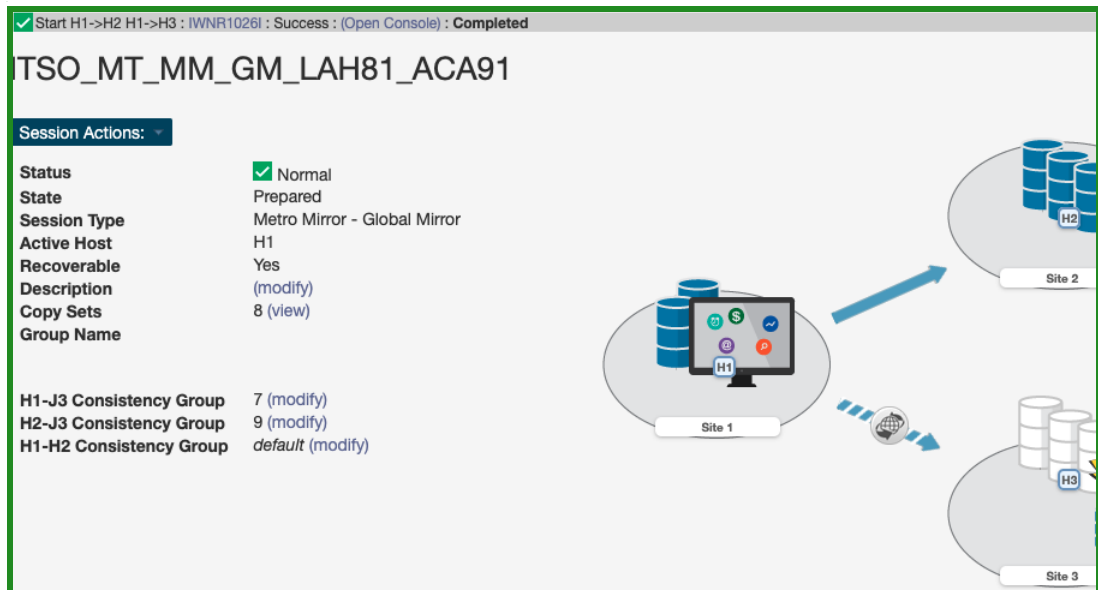 Start H1->H2 H1->H3 : IWNR1026I : Success : (Open Console) : Completed
ITSO_MT_MM_GM_LAH81_ACA91
Session Actions:
Status Normal
State Prepared
Session Type Metro Mirror - Global Mirror
Active Host H1
Recoverable Yes
Description (modify)
Copy Sets 8 (view)
Group Name
H1-J3 Consistency Group 7 (modify)
H2-J3 Consistency Group 9 (modify)
H1-H2 Consistency Group default (modify)
H2
Site 2
$
@
H1
Site 1
H3
Site 3